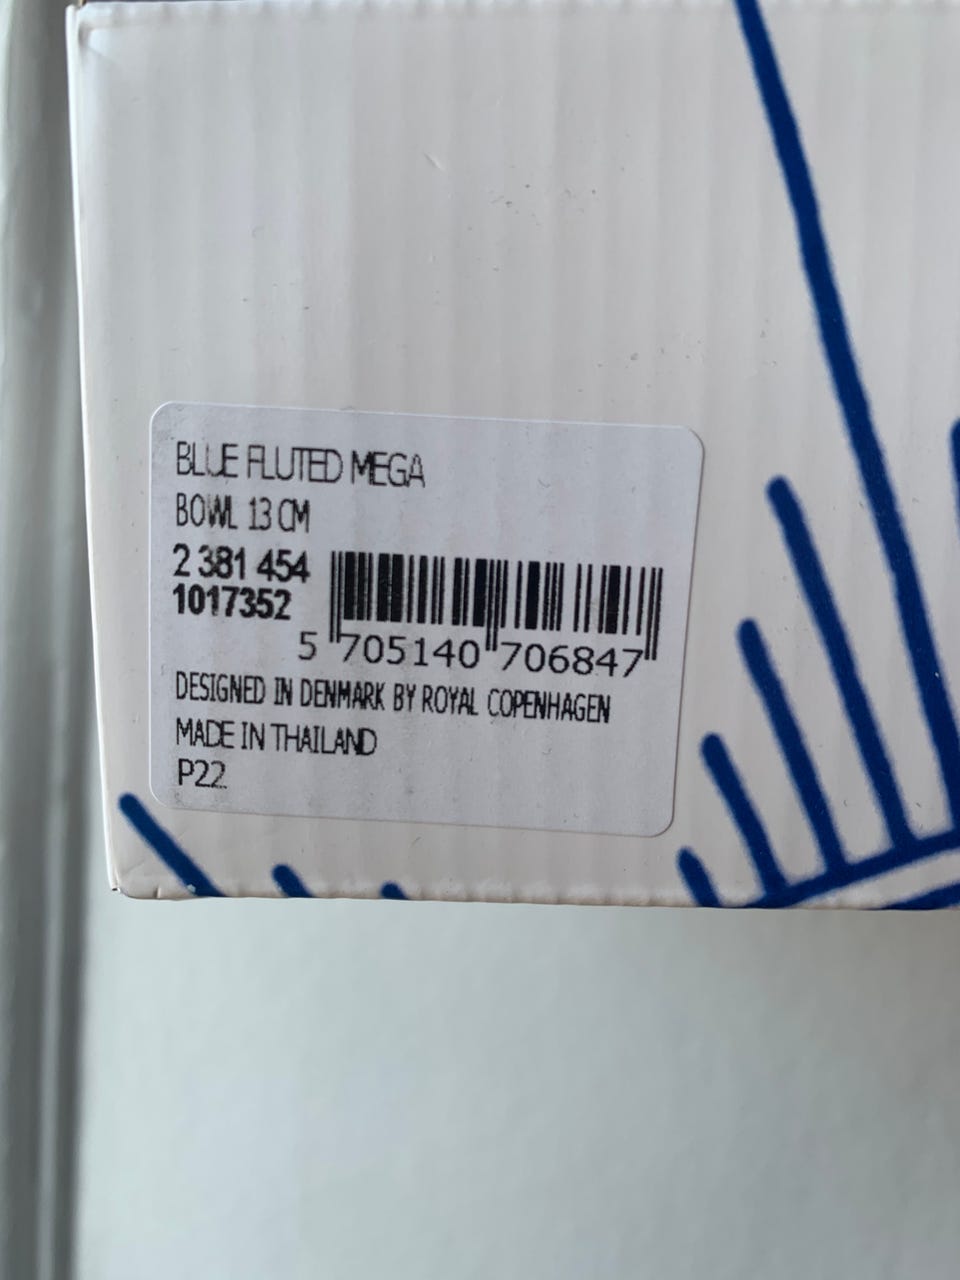 BLUE FLUTED MEGA
BOWL 13 CM
2 381 454
1017352
5 705140 706847
DESIGNED IN DENMARK BY ROYAL COPENHAGEN
MADE IN THAILAND
P22